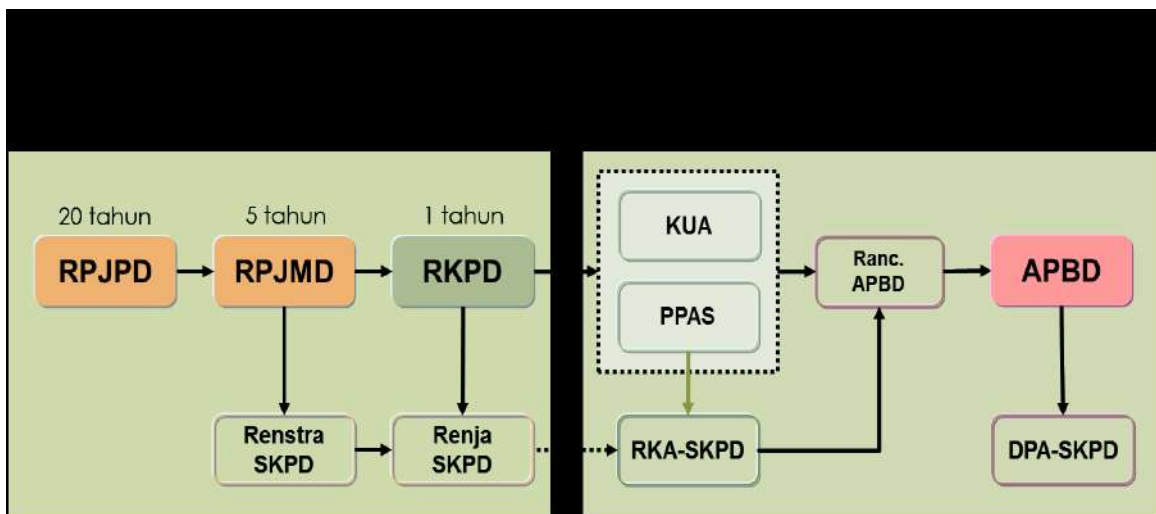 20 tahun
5 tahun
1 tahun
RPJPD
RPJMD
RKPD
KUA
PPAS
Ranc.
APBD
APBD
Renstra
SKPD
Renja
SKPD
RKA-SKPD
DPA-SKPD